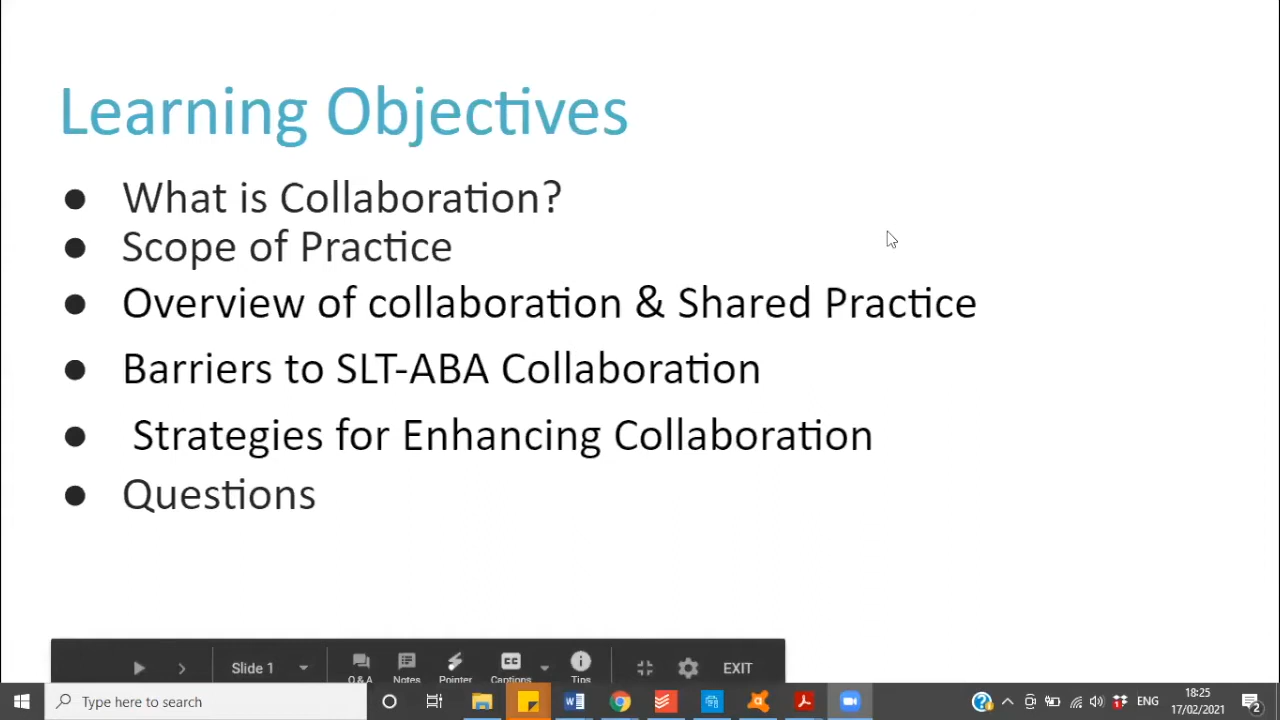 Learning Objectives
● What is Collaboration?
● Scope of Practice
● Overview of collaboration & Shared Practice
● Barriers to SLT-ABA Collaboration
● Strategies for Enhancing Collaboration
● Questions
Slide 1
Q&A Notes Pointer Captions Tips
EXIT
Type here to search
ENG
18:25
17/02/2021
2